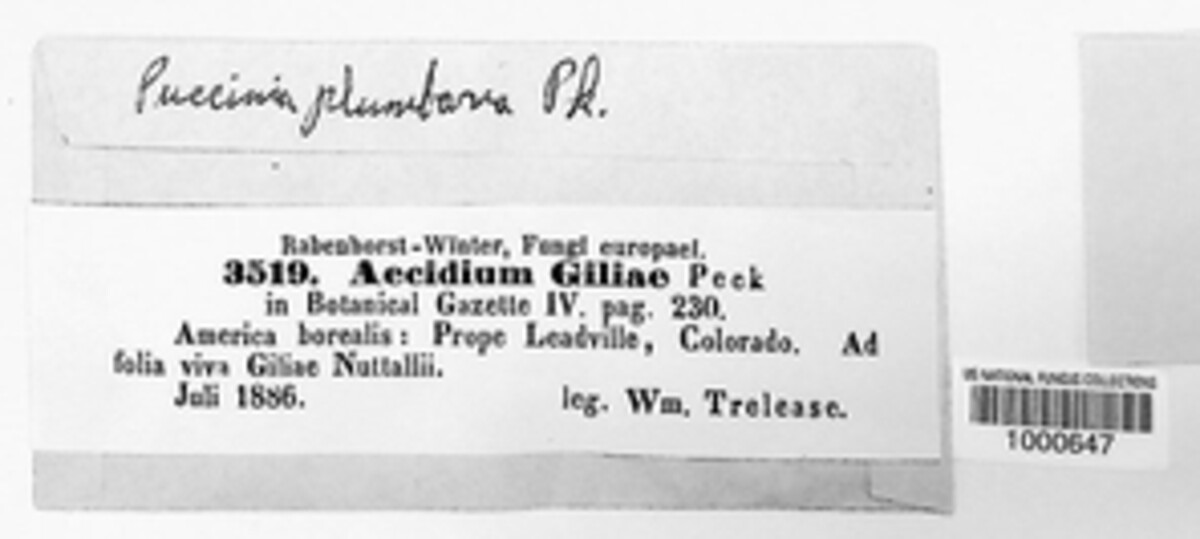 Puccinia plumbaria Pk.
Rabenhorst-Winter, Fungi europaei.
3519. Aecidium Giliae Peck
in Botanical Gazette IV. pag. 230.
America borealis: Prope Leadville, Colorado. Ad
folia viva Giliae Nuttallii.
Juli 1886. leg. Wm. Trelease.
US NATIONAL FUNGUS COLLECTIONS
1000647